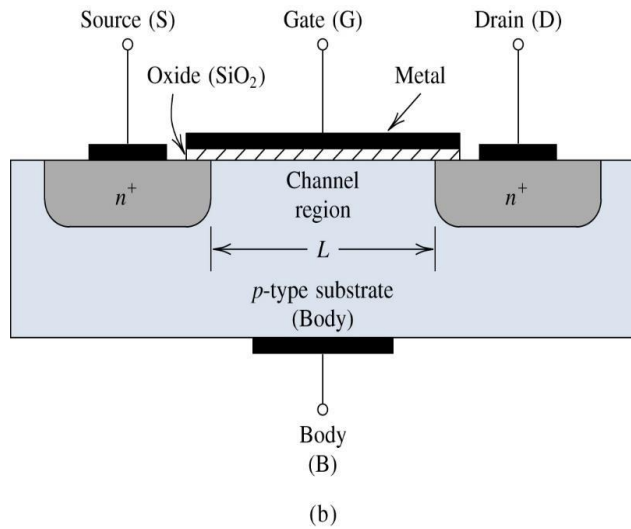 Source (S)
Gate (G)
Drain (D)
Oxide (SiO₂)
Metal
n⁺
Channel
region
n⁺
L
p-type substrate
(Body)
Body
(B)
(b)